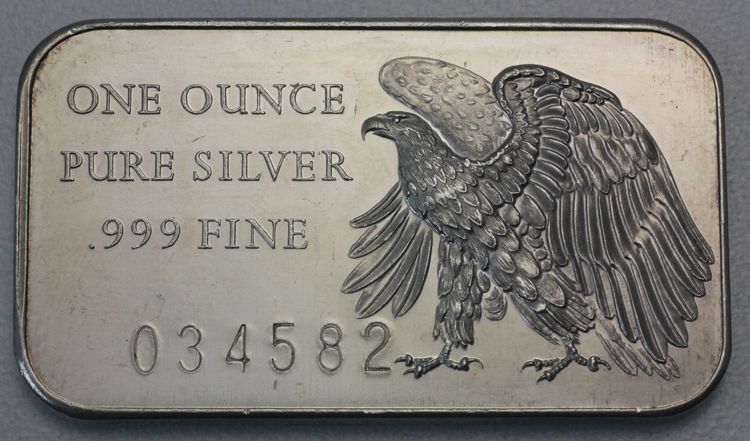 ONE OUNCE
PURE SILVER
.999 FINE
034582